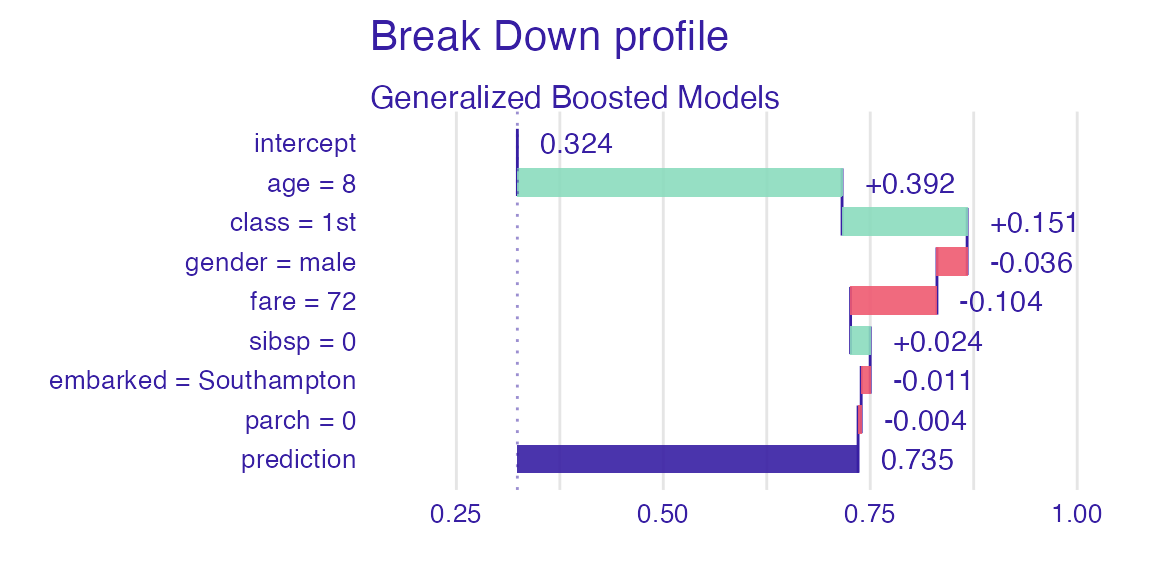 Break Down profile
Generalized Boosted Models
intercept 0.324
age = 8 +0.392
class = 1st +0.151
gender = male -0.036
fare = 72 -0.104
sibsp = 0 +0.024
embarked = Southampton -0.011
parch = 0 -0.004
prediction 0.735
0.25 0.50 0.75 1.00